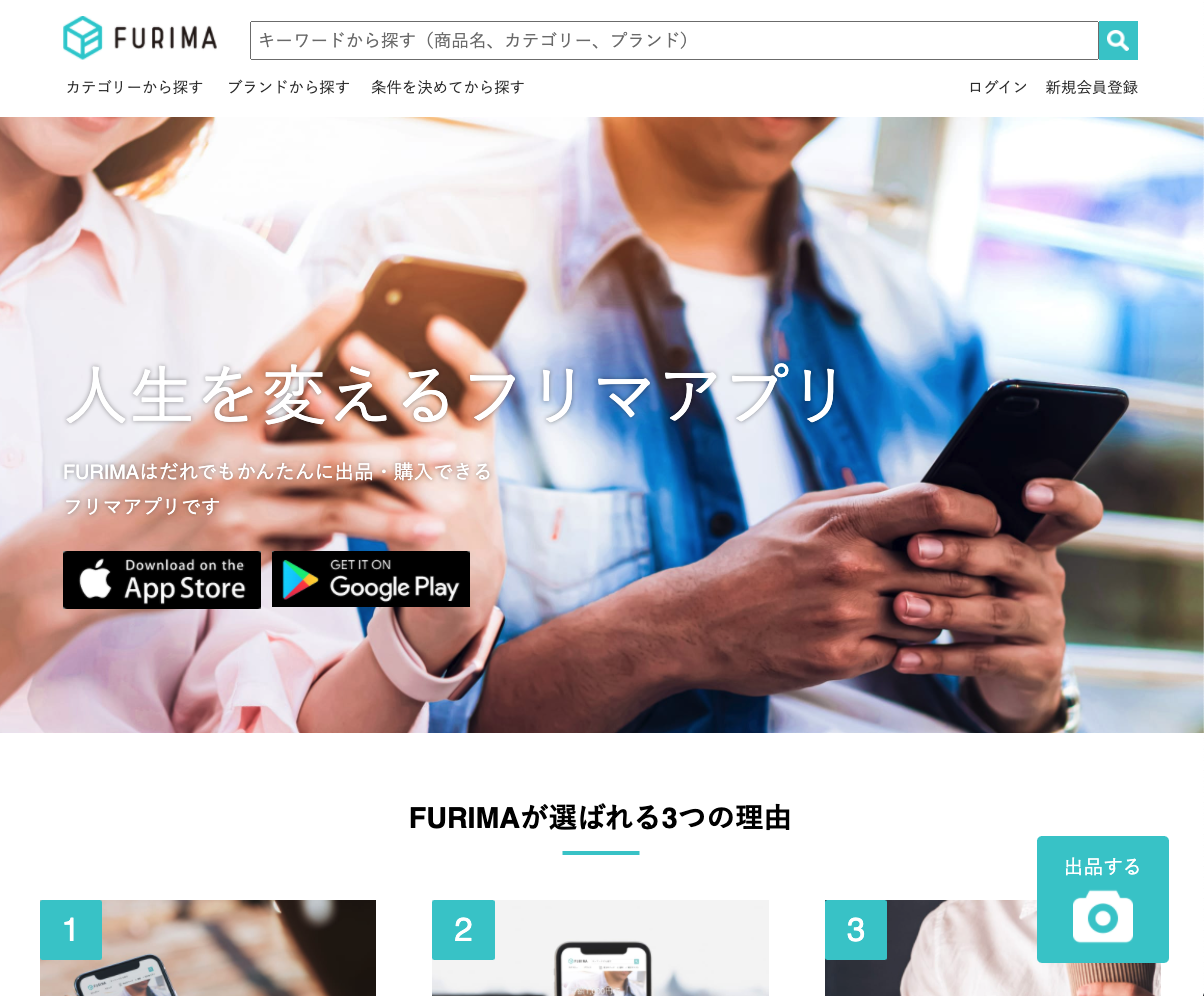 FURIMA
キーワードから探す（商品名、カテゴリー、ブランド）
カテゴリーから探す ブランドから探す 条件を決めてから探す ログイン 新規会員登録
人生を変えるフリマアプリ
FURIMAはだれでもかんたんに出品・購入できる
フリマアプリです
Download on the
App Store
GET IT ON
Google Play
FURIMAが選ばれる3つの理由
出品する
1
2
3